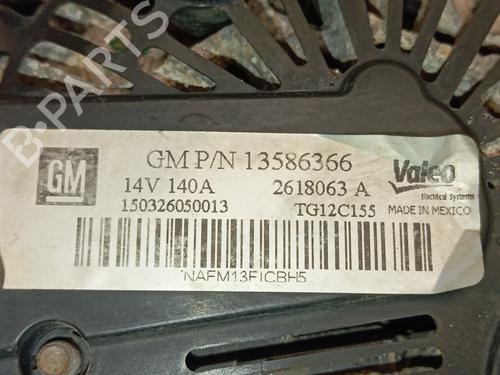 B-PARTS
GM P/N 13586366
GM
14V 140A
2618063 A
Valeo
Electrical Systems
150326050013
TG12C155
MADE IN MEXICO
NAFM13FICBH5